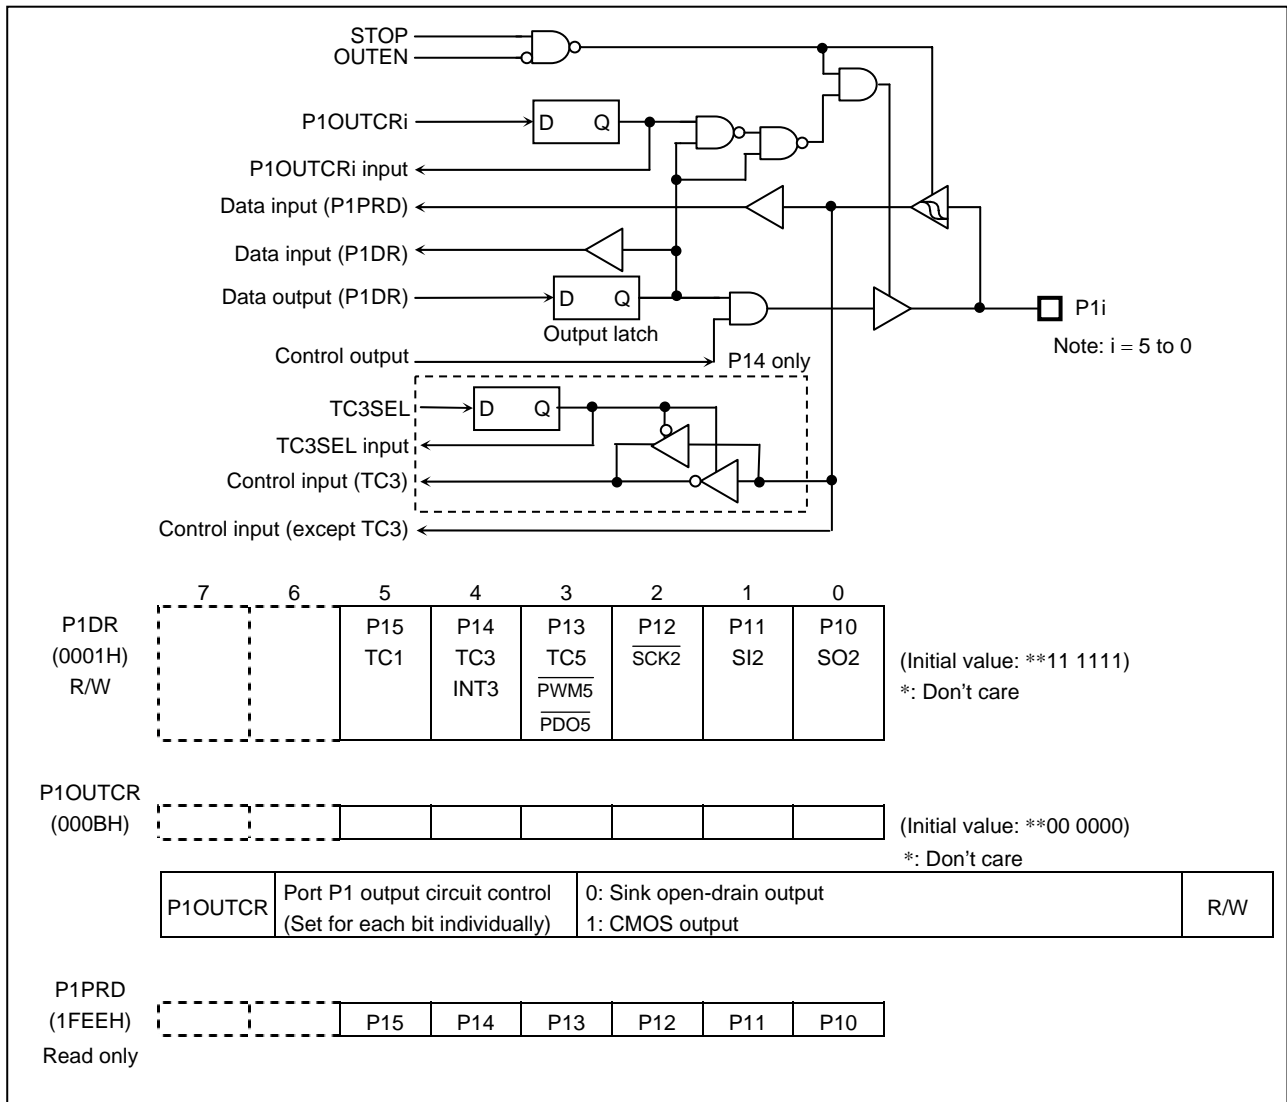 STOP
OUTEN
P1OUTCRi
D Q
P1OUTCRi input
Data input (P1PRD)
Data input (P1DR)
Data output (P1DR)
D Q
P1i
Output latch
Note: i = 5 to 0
Control output
P14 only
TC3SEL
D Q
TC3SEL input
Control input (TC3)
Control input (except TC3)
7 6 5 4 3 2 1 0
P1DR
(0001H)
R/W
P15 P14 P13 P12 P11 P10
TC1 TC3 TC5 SCK2 SI2 SO2
INT3 PWM5
PDO5
(Initial value: **11 1111)
*: Don't care
P1OUTCR
(000BH)
(Initial value: **00 0000)
*: Don't care
P1OUTCR
Port P1 output circuit control
(Set for each bit individually)
0: Sink open-drain output
1: CMOS output
R/W
P1PRD
(1FEEH)
Read only
P15 P14 P13 P12 P11 P10